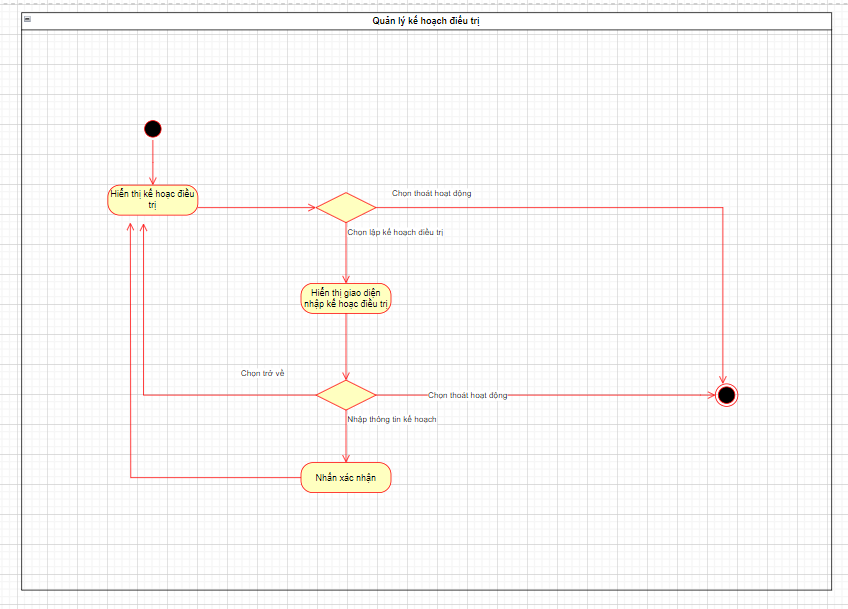 Quản lý kế hoạch điều trị
Hiển thị kế hoạc điều
trị
Chọn thoát hoạt động
Chọn lập kế hoạch điều trị
Hiển thị giao diện
nhập kế hoạc điều trị
Chọn trở về
Chọn thoát hoạt động
Nhập thông tin kế hoạch
Nhấn xác nhận